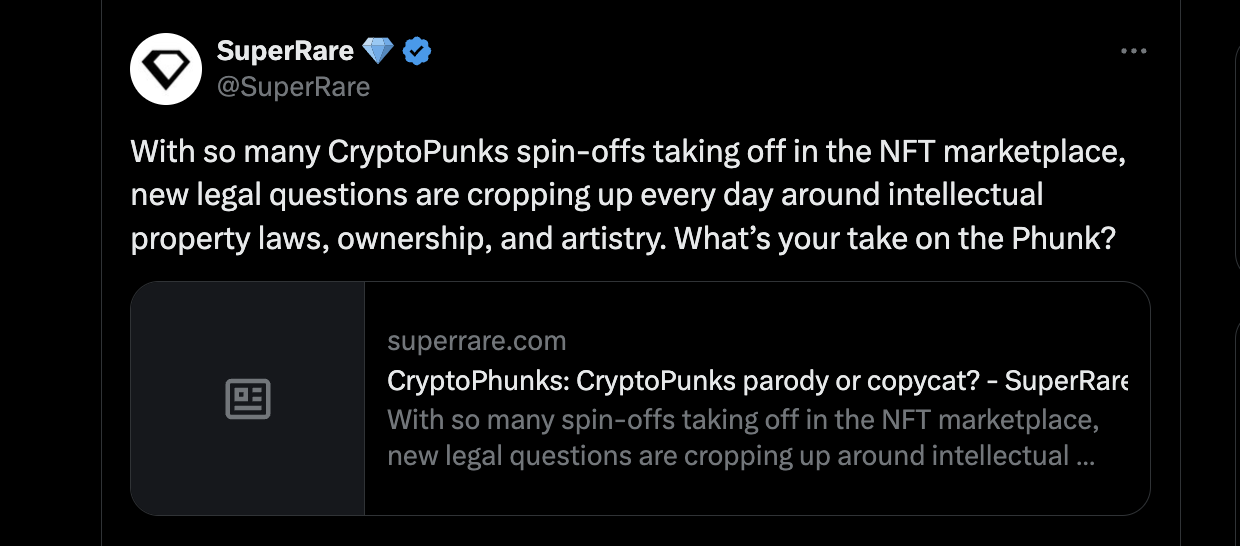 SuperRare 💎
@SuperRare
With so many CryptoPunks spin-offs taking off in the NFT marketplace,
new legal questions are cropping up every day around intellectual
property laws, ownership, and artistry. What’s your take on the Phunk?
superrare.com
CryptoPhunks: CryptoPunks parody or copycat? - SuperRare
With so many spin-offs taking off in the NFT marketplace,
new legal questions are cropping up around intellectual ...